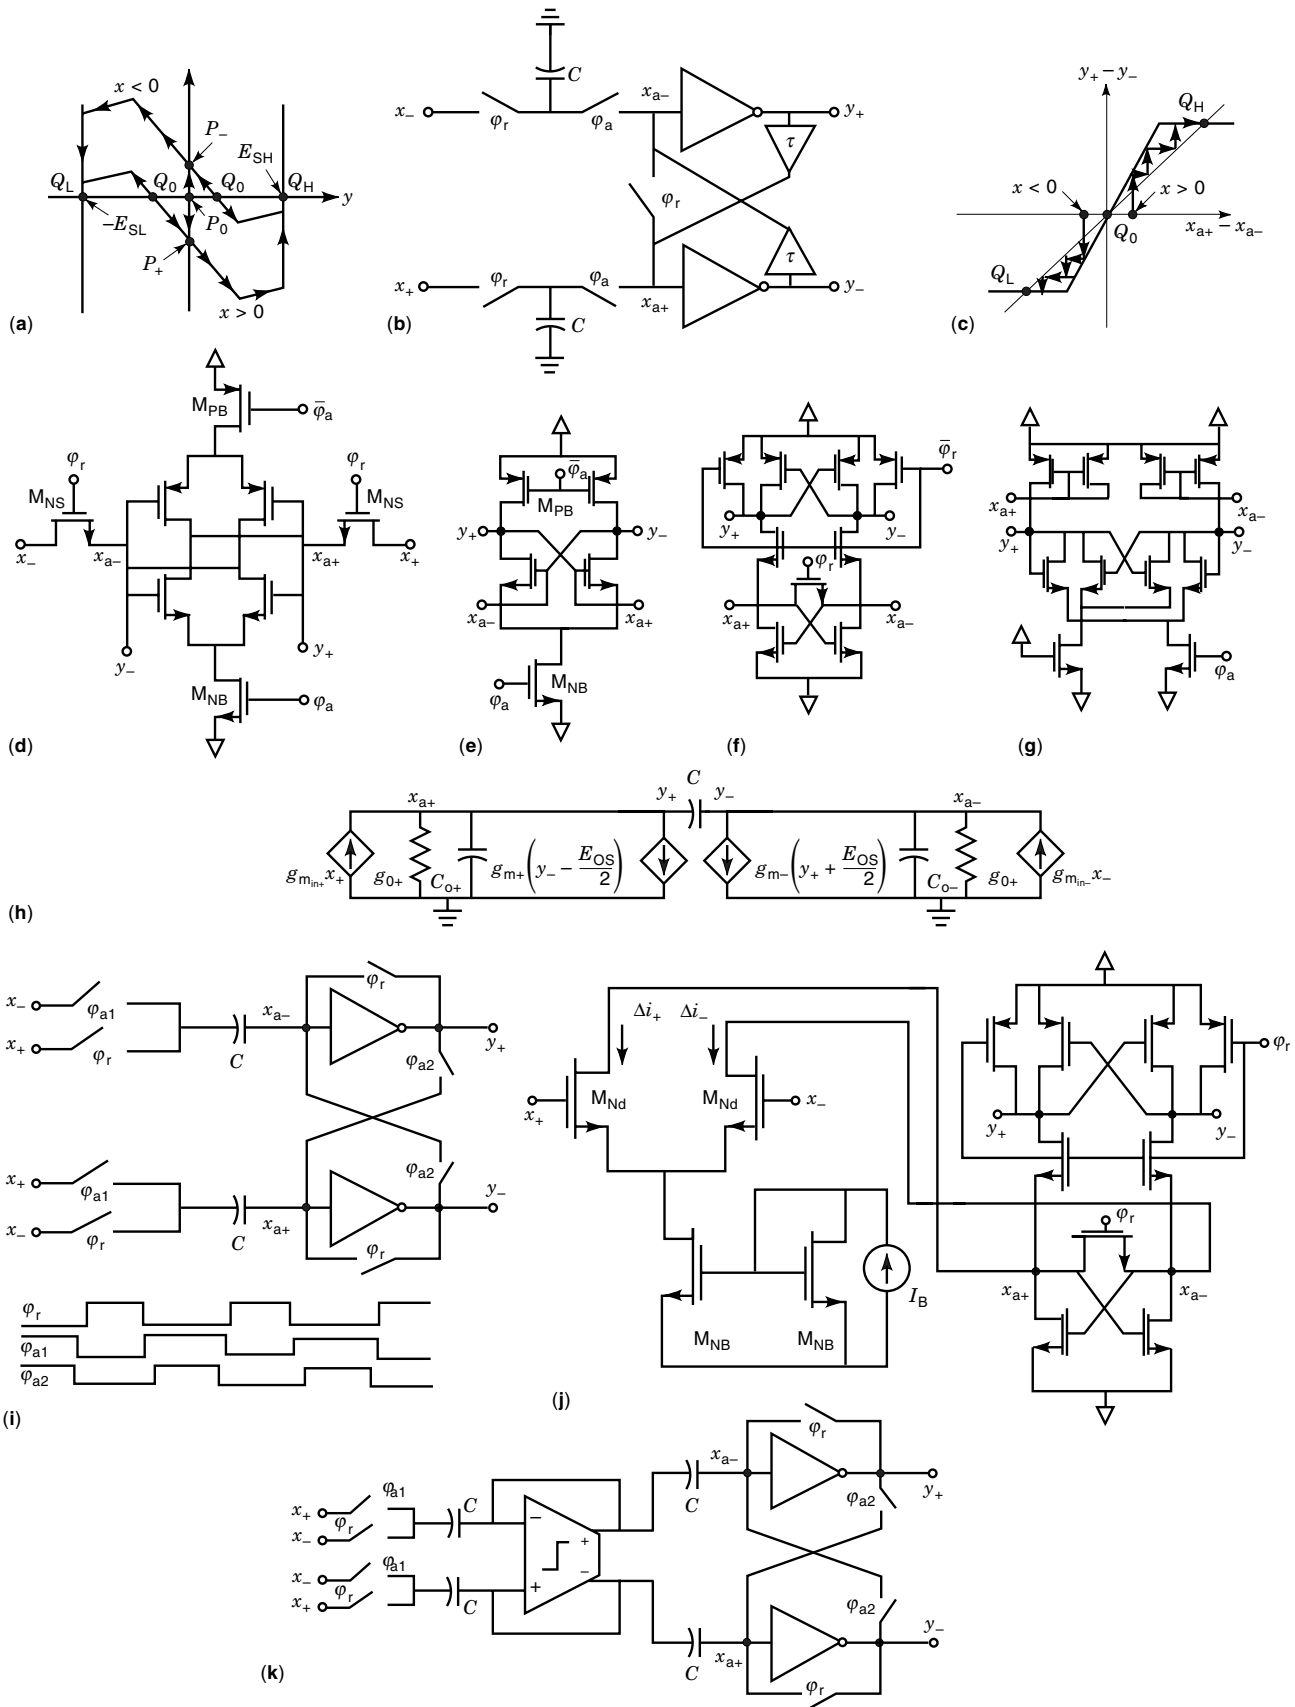 x < 0
P₋
E_SH
Q_L Q₀ Q₀ Q_H y
−E_SL P₀
P₊
x > 0
(a)
C
x₋ φ_r φ_a x_a− y₊
τ
φ_r
τ
x₊ φ_r φ_a x_a+ y₋
C
(b)
y₊ − y₋
Q_H
x < 0 x > 0
Q₀ x_a+ − x_a−
Q_L
(c)
M_PB φ̄_a
φ_r φ_r
M_NS M_NS
x₋ x_a− x_a+ x₊
y₋ y₊
M_NB φ_a
(d)
φ̄_a
M_PB
y₊ y₋
x_a− x_a+
M_NB
φ_a
(e)
φ̄_r
y₊ y₋
φ_r
x_a+ x_a−
(f)
x_a+ x_a−
y₊ y₋
φ_a
(g)
C
x_a+ y₊ y₋ x_a−
g_m_in+ x₊ g₀₊ C_o+ g_m+(y₋ − E_OS/2) g_m−(y₊ + E_OS/2) C_o− g₀₊ g_m_in− x₋
(h)
φ_r
x₋ φ_a1 x_a−
x₊ φ_r C y₊
φ_a2
x₊ φ_a1 φ_a2
x₋ φ_r C x_a+ y₋
φ_r
φ_r
φ_a1
φ_a2
(i)
Δi₊ Δi₋
x₊ M_Nd M_Nd x₋
I_B
M_NB M_NB
φ_r
y₊ y₋
φ_r
x_a+ x_a−
(j)
φ_r
x_a−
C y₊
φ_a2
x₊ φ_a1 C
x₋ φ_r − +
x₋ φ_a1 + −
x₊ φ_r C
φ_a2
y₋
C x_a+
φ_r
(k)